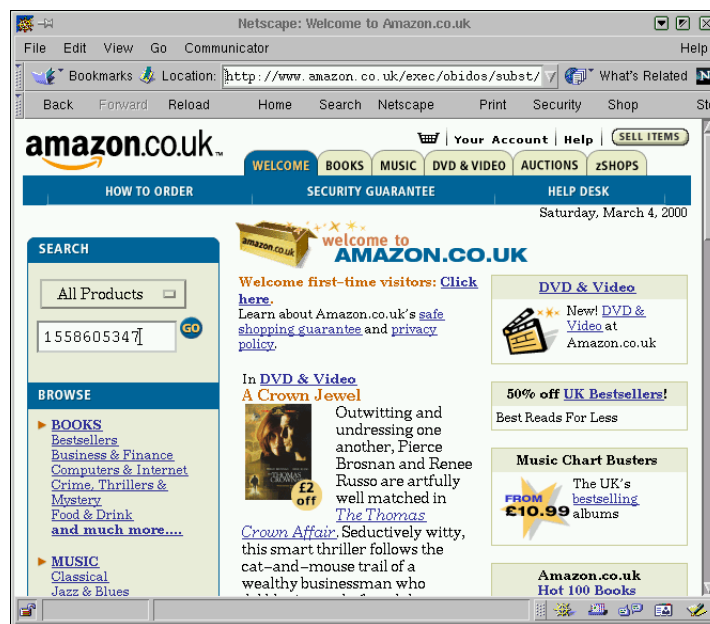 Netscape: Welcome to Amazon.co.uk
File Edit View Go Communicator Help
Bookmarks Location: http://www.amazon.co.uk/exec/obidos/subst/ What's Related N
Back Forward Reload Home Search Netscape Print Security Shop St
amazon.co.uk™
Your Account | Help | SELL ITEMS
WELCOME BOOKS MUSIC DVD & VIDEO AUCTIONS zSHOPS
HOW TO ORDER SECURITY GUARANTEE HELP DESK
Saturday, March 4, 2000
SEARCH
All Products
1558605347 GO
BROWSE
BOOKS
Bestsellers
Business & Finance
Computers & Internet
Crime, Thrillers &
Mystery
Food & Drink
and much more....
MUSIC
Classical
Jazz & Blues
amazon.co.uk
welcome to
AMAZON.CO.UK
Welcome first-time visitors: Click
here.
Learn about Amazon.co.uk's safe
shopping guarantee and privacy
policy.
In DVD & Video
A Crown Jewel
THOMAS
CROWN
£2
off
Outwitting and
undressing one
another, Pierce
Brosnan and Renee
Russo are artfully
well matched in
The Thomas
Crown Affair. Seductively witty,
this smart thriller follows the
cat-and-mouse trail of a
wealthy businessman who
DVD & Video
New! DVD &
Video at
Amazon.co.uk
50% off UK Bestsellers!
Best Reads For Less
Music Chart Busters
FROM
£10.99
The UK's
bestselling
albums
Amazon.co.uk
Hot 100 Books